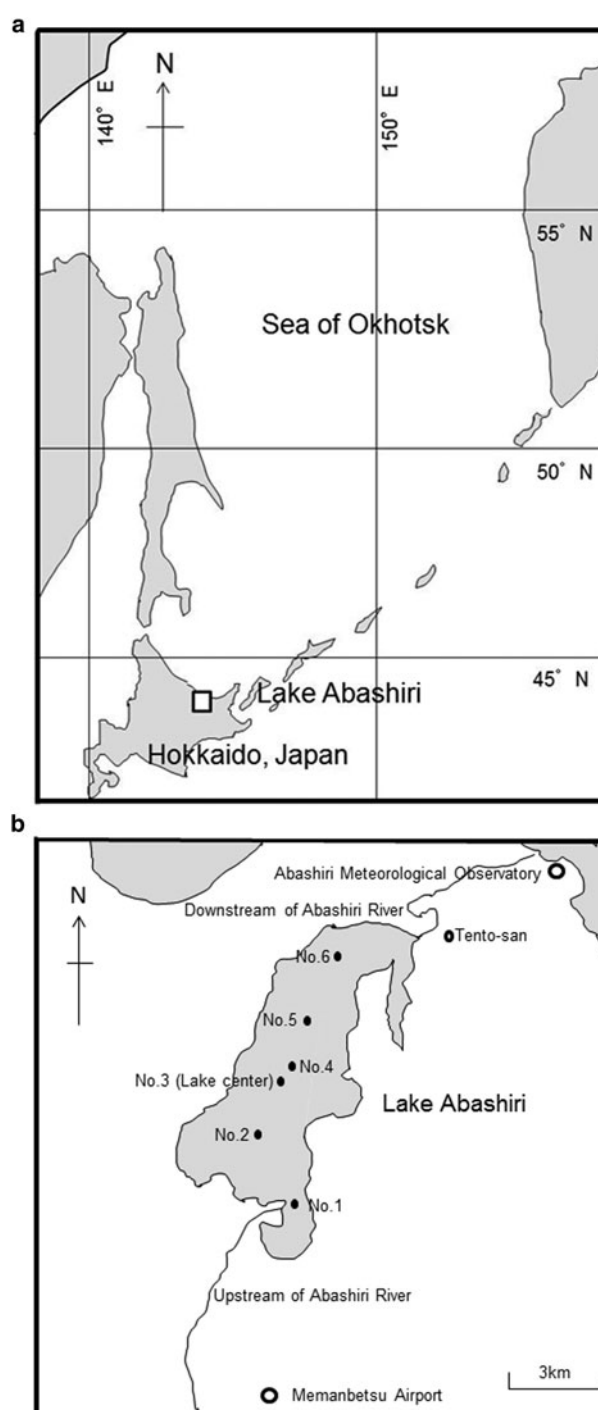 a
N
140° E
150° E
55° N
Sea of Okhotsk
50° N
45° N
Lake Abashiri
Hokkaido, Japan
b
N
Abashiri Meteorological Observatory
Downstream of Abashiri River
Tento-san
No.6
No.5
No.4
No.3 (Lake center)
Lake Abashiri
No.2
No.1
Upstream of Abashiri River
3km
Memanbetsu Airport